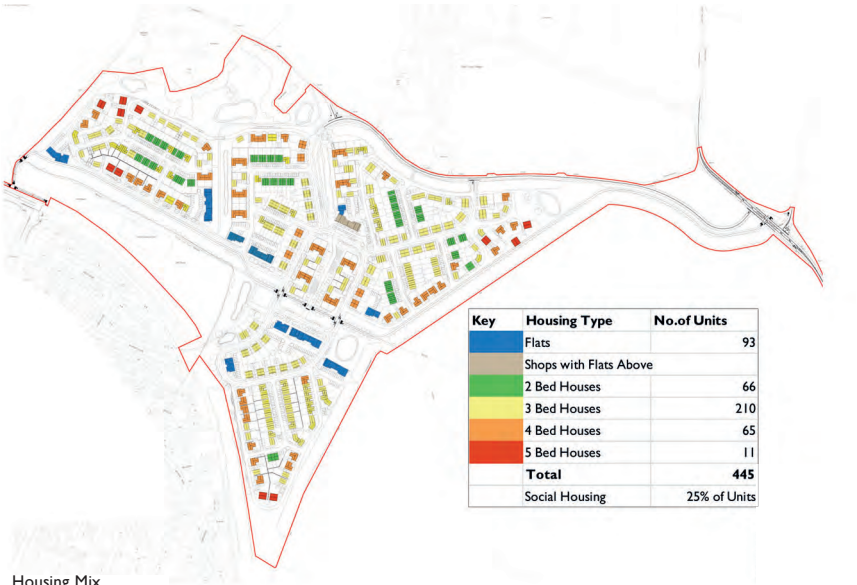 Key Housing Type No.of Units
Flats 93
Shops with Flats Above
2 Bed Houses 66
3 Bed Houses 210
4 Bed Houses 65
5 Bed Houses 11
Total 445
Social Housing 25% of Units
Housing Mix